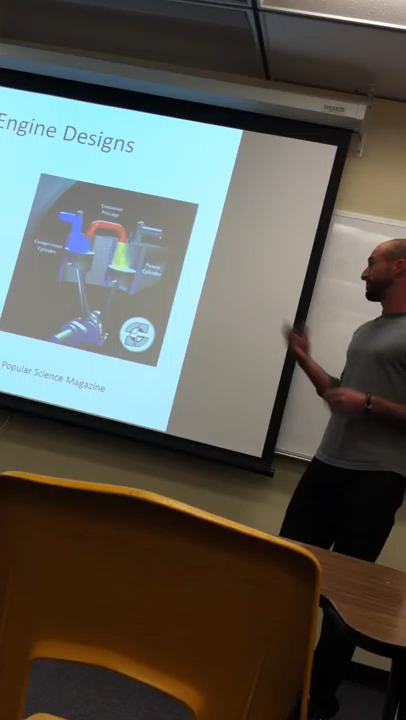 Engine Designs
Crossover
Passage
Compression
Cylinder
Power
Cylinder
Popular Science Magazine